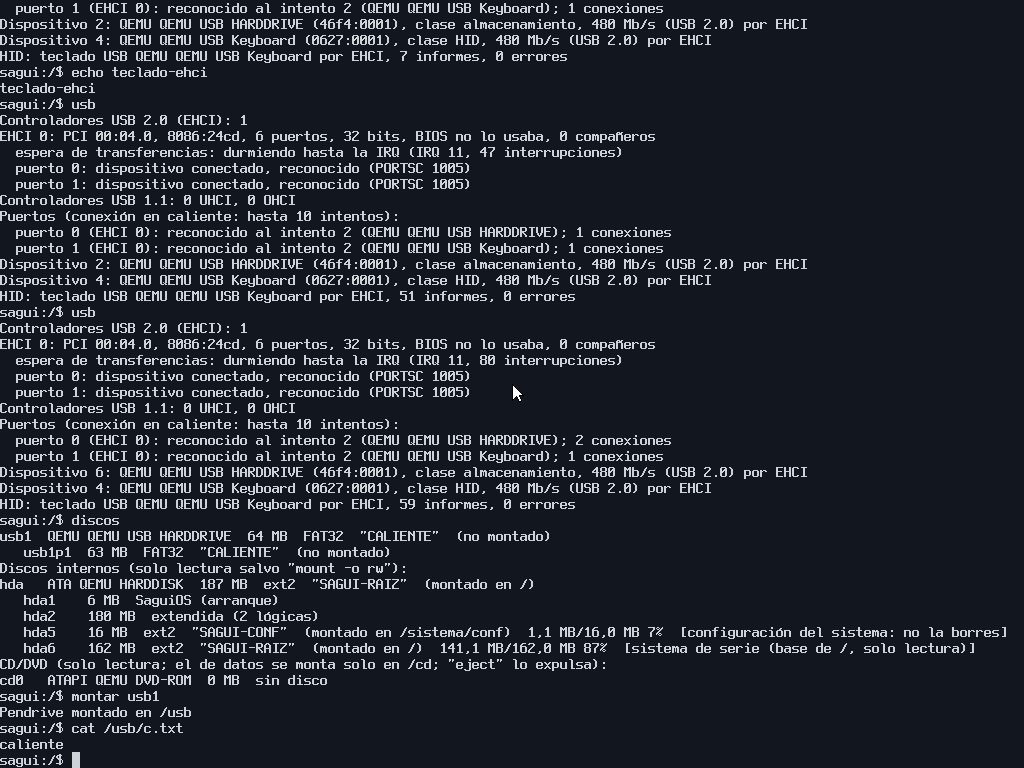 puerto 1 (EHCI 0): reconocido al intento 2 (QEMU QEMU USB Keyboard); 1 conexiones
Dispositivo 2: QEMU QEMU USB HARDDRIVE (46f4:0001), clase almacenamiento, 480 Mb/s (USB 2.0) por EHCI
Dispositivo 4: QEMU QEMU USB Keyboard (0627:0001), clase HID, 480 Mb/s (USB 2.0) por EHCI
HID: teclado USB QEMU QEMU USB Keyboard por EHCI, 7 informes, 0 errores
sagui:/$ echo teclado-ehci
teclado-ehci
sagui:/$ usb
Controladores USB 2.0 (EHCI): 1
EHCI 0: PCI 00:04.0, 8086:24cd, 6 puertos, 32 bits, BIOS no lo usaba, 0 compañeros
  espera de transferencias: durmiendo hasta la IRQ (IRQ 11, 47 interrupciones)
  puerto 0: dispositivo conectado, reconocido (PORTSC 1005)
  puerto 1: dispositivo conectado, reconocido (PORTSC 1005)
Controladores USB 1.1: 0 UHCI, 0 OHCI
Puertos (conexión en caliente: hasta 10 intentos):
  puerto 0 (EHCI 0): reconocido al intento 2 (QEMU QEMU USB HARDDRIVE); 1 conexiones
  puerto 1 (EHCI 0): reconocido al intento 2 (QEMU QEMU USB Keyboard); 1 conexiones
Dispositivo 2: QEMU QEMU USB HARDDRIVE (46f4:0001), clase almacenamiento, 480 Mb/s (USB 2.0) por EHCI
Dispositivo 4: QEMU QEMU USB Keyboard (0627:0001), clase HID, 480 Mb/s (USB 2.0) por EHCI
HID: teclado USB QEMU QEMU USB Keyboard por EHCI, 51 informes, 0 errores
sagui:/$ usb
Controladores USB 2.0 (EHCI): 1
EHCI 0: PCI 00:04.0, 8086:24cd, 6 puertos, 32 bits, BIOS no lo usaba, 0 compañeros
  espera de transferencias: durmiendo hasta la IRQ (IRQ 11, 80 interrupciones)
  puerto 0: dispositivo conectado, reconocido (PORTSC 1005)
  puerto 1: dispositivo conectado, reconocido (PORTSC 1005)
Controladores USB 1.1: 0 UHCI, 0 OHCI
Puertos (conexión en caliente: hasta 10 intentos):
  puerto 0 (EHCI 0): reconocido al intento 2 (QEMU QEMU USB HARDDRIVE); 2 conexiones
  puerto 1 (EHCI 0): reconocido al intento 2 (QEMU QEMU USB Keyboard); 1 conexiones
Dispositivo 6: QEMU QEMU USB HARDDRIVE (46f4:0001), clase almacenamiento, 480 Mb/s (USB 2.0) por EHCI
Dispositivo 4: QEMU QEMU USB Keyboard (0627:0001), clase HID, 480 Mb/s (USB 2.0) por EHCI
HID: teclado USB QEMU QEMU USB Keyboard por EHCI, 59 informes, 0 errores
sagui:/$ discos
usb1  QEMU QEMU USB HARDDRIVE  64 MB  FAT32  "CALIENTE"  (no montado)
   usb1p1  63 MB  FAT32  "CALIENTE"  (no montado)
Discos internos (solo lectura salvo "mount -o rw"):
hda   ATA QEMU HARDDISK  187 MB  ext2  "SAGUI-RAIZ"  (montado en /)
   hda1    6 MB  SaguiOS (arranque)
   hda2    180 MB  extendida (2 lógicas)
   hda5    16 MB  ext2  "SAGUI-CONF"  (montado en /sistema/conf)  1,1 MB/16,0 MB 7%  [configuración del sistema: no la borres]
   hda6    162 MB  ext2  "SAGUI-RAIZ"  (montado en /)  141,1 MB/162,0 MB 87%  [sistema de serie (base de /, solo lectura)]
CD/DVD (solo lectura; el de datos se monta solo en /cd; "eject" lo expulsa):
cd0   ATAPI QEMU DVD-ROM  0 MB  sin disco
sagui:/$ montar usb1
Pendrive montado en /usb
sagui:/$ cat /usb/c.txt
caliente
sagui:/$